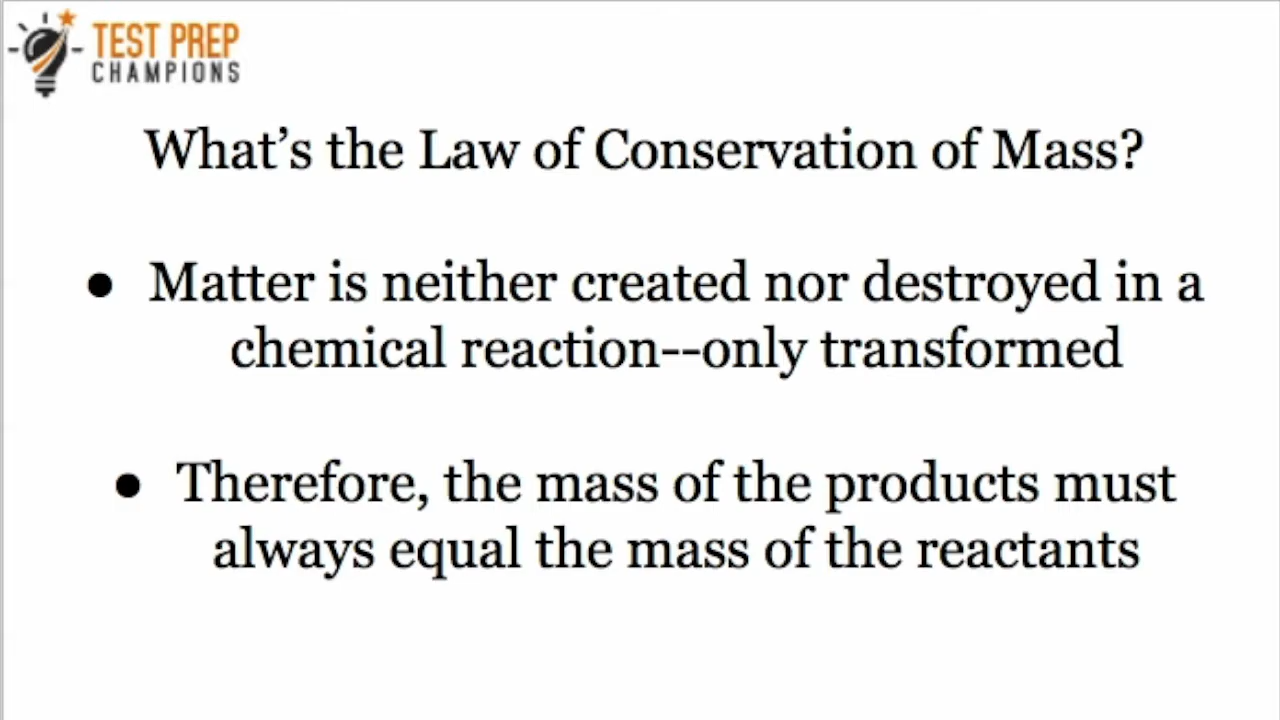 TEST PREP
CHAMPIONS
What's the Law of Conservation of Mass?
● Matter is neither created nor destroyed in a
chemical reaction--only transformed
● Therefore, the mass of the products must
always equal the mass of the reactants